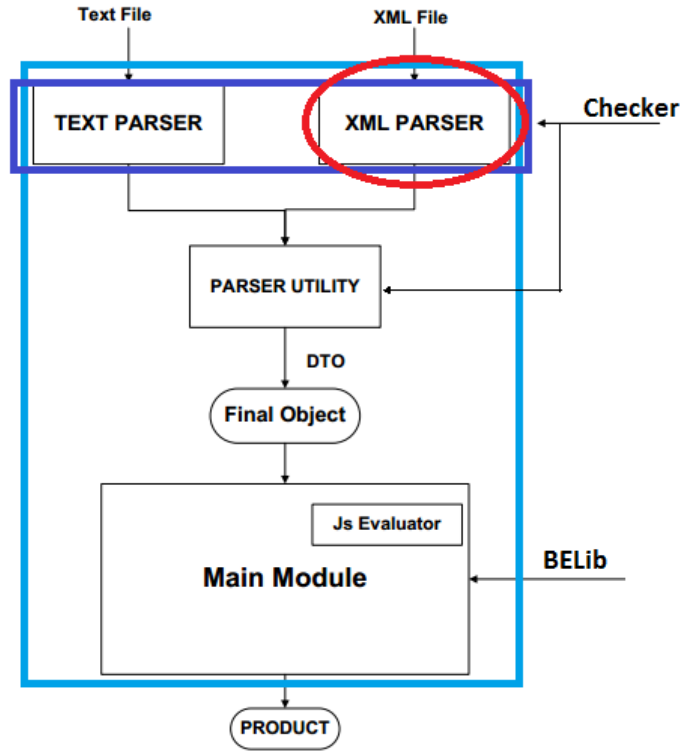 Text File
XML File
TEXT PARSER
XML PARSER
Checker
PARSER UTILITY
DTO
Final Object
Js Evaluator
Main Module
BELib
PRODUCT